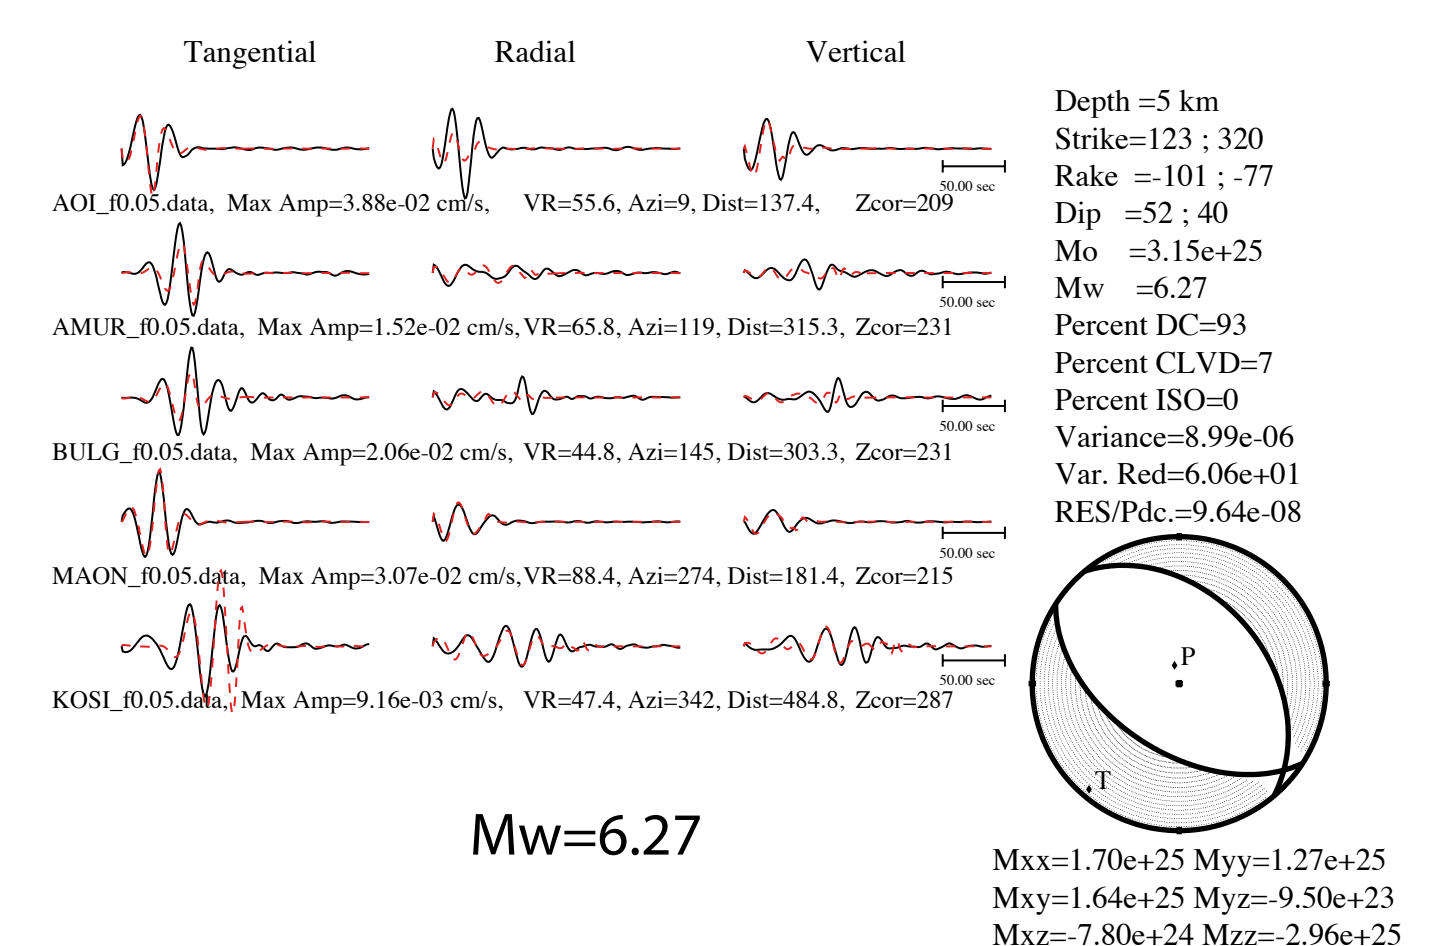 Tangential Radial Vertical
50.00 sec
AOI_f0.05.data, Max Amp=3.88e-02 cm/s, VR=55.6, Azi=9, Dist=137.4, Zcor=209
50.00 sec
AMUR_f0.05.data, Max Amp=1.52e-02 cm/s, VR=65.8, Azi=119, Dist=315.3, Zcor=231
50.00 sec
BULG_f0.05.data, Max Amp=2.06e-02 cm/s, VR=44.8, Azi=145, Dist=303.3, Zcor=231
50.00 sec
MAON_f0.05.data, Max Amp=3.07e-02 cm/s, VR=88.4, Azi=274, Dist=181.4, Zcor=215
50.00 sec
KOSI_f0.05.data, Max Amp=9.16e-03 cm/s, VR=47.4, Azi=342, Dist=484.8, Zcor=287
Mw=6.27
Depth =5 km
Strike=123 ; 320
Rake =-101 ; -77
Dip =52 ; 40
Mo =3.15e+25
Mw =6.27
Percent DC=93
Percent CLVD=7
Percent ISO=0
Variance=8.99e-06
Var. Red=6.06e+01
RES/Pdc.=9.64e-08
P
T
Mxx=1.70e+25 Myy=1.27e+25
Mxy=1.64e+25 Myz=-9.50e+23
Mxz=-7.80e+24 Mzz=-2.96e+25